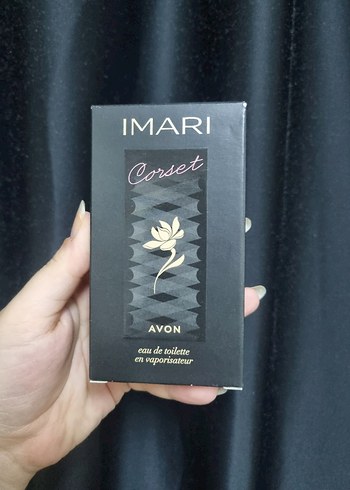 IMARI
Corset
AVON
eau de toilette
en vaporisateur